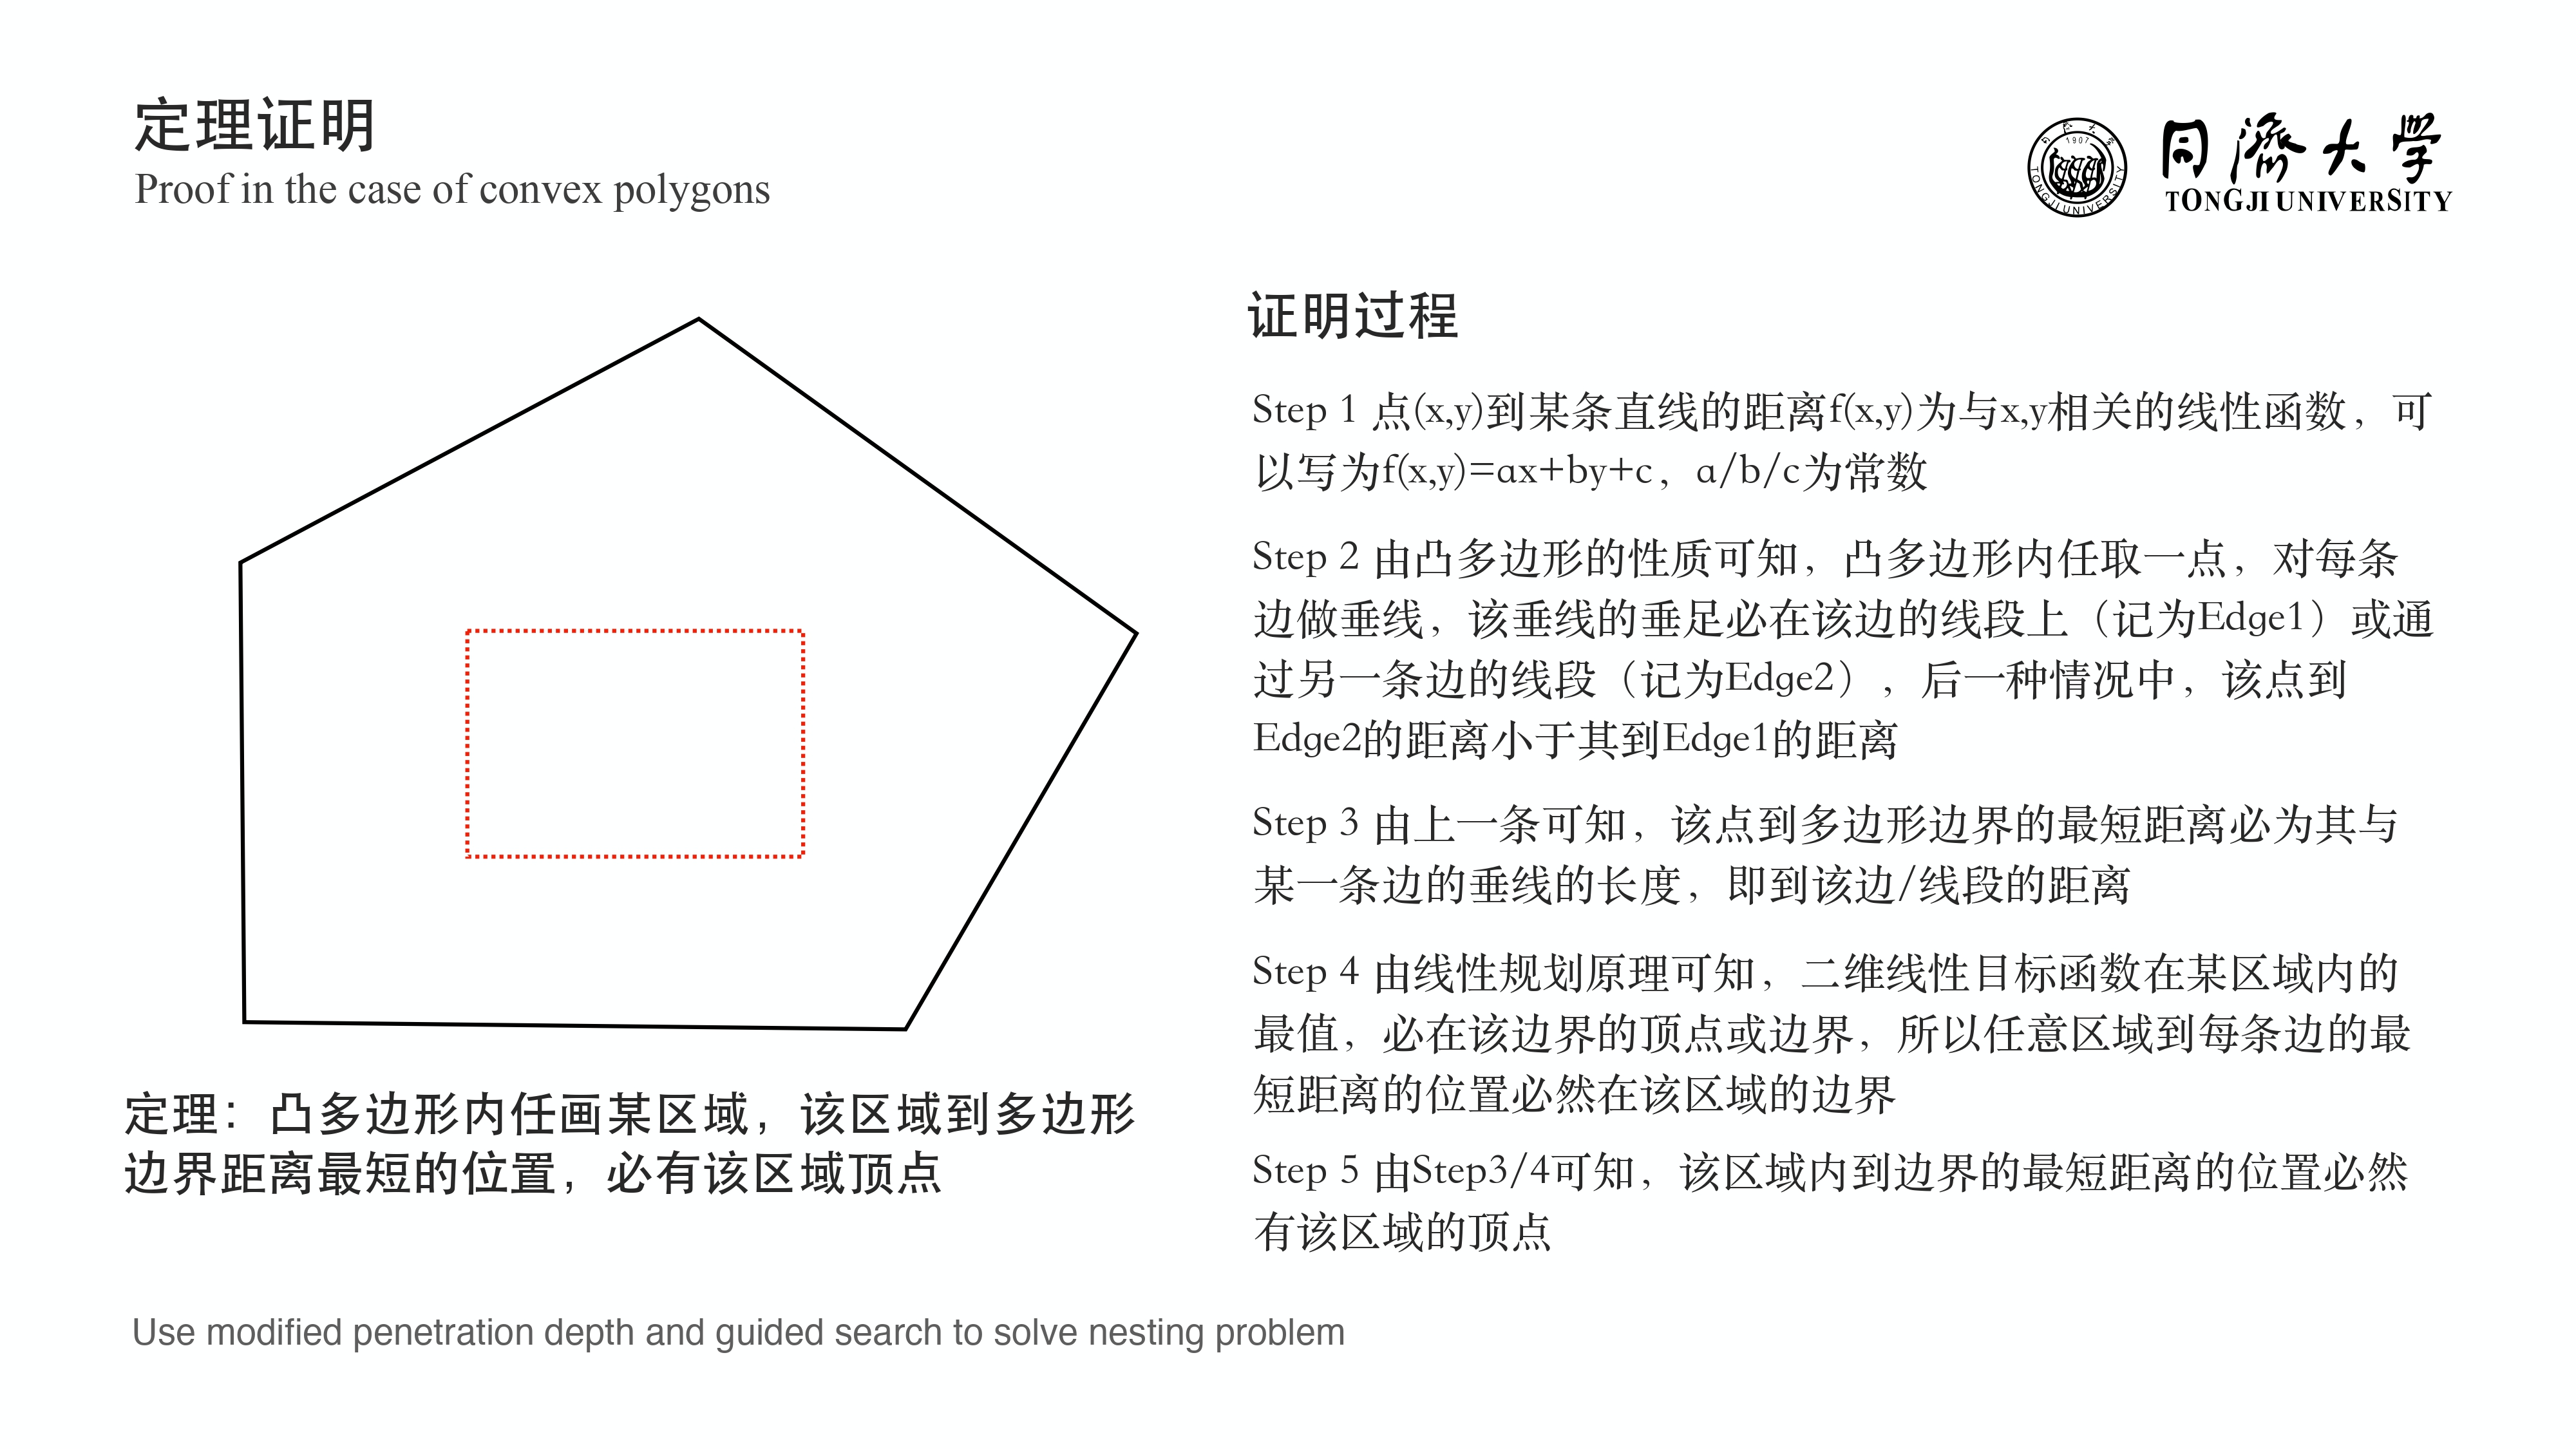 定理证明
Proof in the case of convex polygons
1907
TONGJI UNIVERSITY
同濟大学
TONGJI UNIVERSITY
定理：凸多边形内任画某区域，该区域到多边形
边界距离最短的位置，必有该区域顶点
证明过程
Step 1 点(x,y)到某条直线的距离f(x,y)为与x,y相关的线性函数，可
以写为f(x,y)=ax+by+c，a/b/c为常数
Step 2 由凸多边形的性质可知，凸多边形内任取一点，对每条
边做垂线，该垂线的垂足必在该边的线段上（记为Edge1）或通
过另一条边的线段（记为Edge2），后一种情况中，该点到
Edge2的距离小于其到Edge1的距离
Step 3 由上一条可知，该点到多边形边界的最短距离必为其与
某一条边的垂线的长度，即到该边/线段的距离
Step 4 由线性规划原理可知，二维线性目标函数在某区域内的
最值，必在该边界的顶点或边界，所以任意区域到每条边的最
短距离的位置必然在该区域的边界
Step 5 由Step3/4可知，该区域内到边界的最短距离的位置必然
有该区域的顶点
Use modified penetration depth and guided search to solve nesting problem